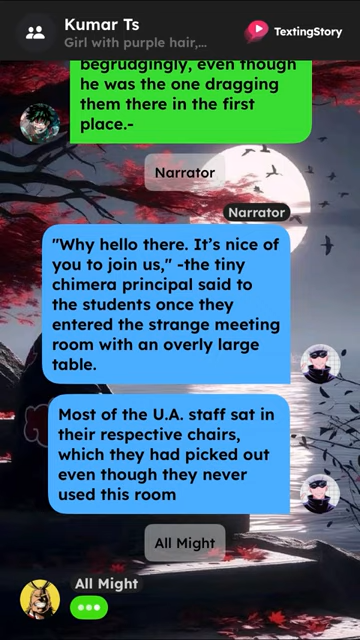 Kumar Ts
Girl with purple hair,...
TextingStory
begrudgingly, even though
he was the one dragging
them there in the first
place.-
Narrator
Narrator
"Why hello there. It’s nice of
you to join us," -the tiny
chimera principal said to
the students once they
entered the strange meeting
room with an overly large
table.
Most of the U.A. staff sat in
their respective chairs,
which they had picked out
even though they never
used this room
All Might
All Might